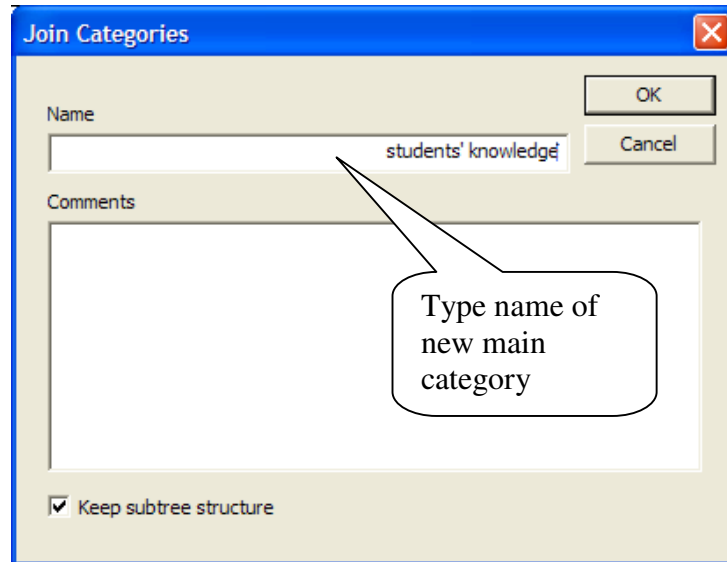 Join Categories
OK
Name
students' knowledge
Cancel
Comments
Type name of
new main
category
Keep subtree structure